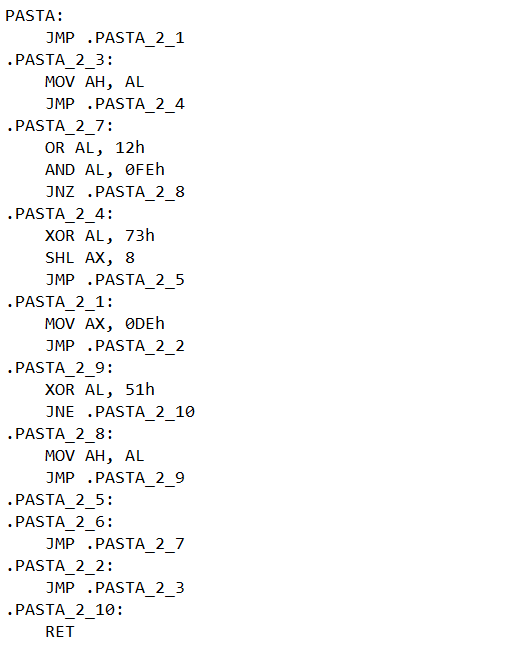 PASTA:
    JMP .PASTA_2_1
.PASTA_2_3:
    MOV AH, AL
    JMP .PASTA_2_4
.PASTA_2_7:
    OR AL, 12h
    AND AL, 0FEh
    JNZ .PASTA_2_8
.PASTA_2_4:
    XOR AL, 73h
    SHL AX, 8
    JMP .PASTA_2_5
.PASTA_2_1:
    MOV AX, 0DEh
    JMP .PASTA_2_2
.PASTA_2_9:
    XOR AL, 51h
    JNE .PASTA_2_10
.PASTA_2_8:
    MOV AH, AL
    JMP .PASTA_2_9
.PASTA_2_5:
.PASTA_2_6:
    JMP .PASTA_2_7
.PASTA_2_2:
    JMP .PASTA_2_3
.PASTA_2_10:
    RET